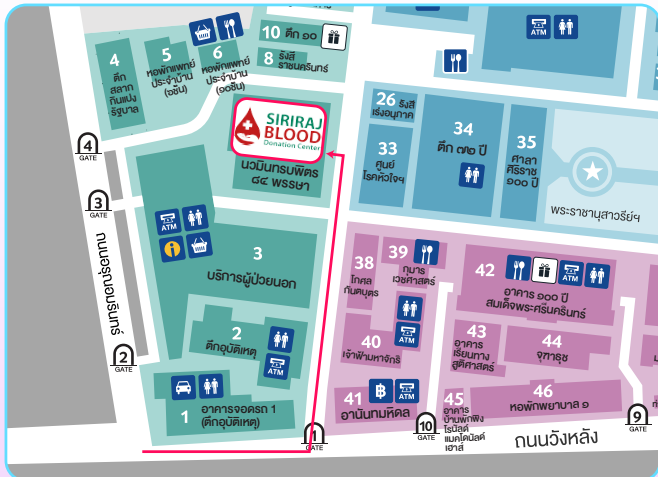 10 ตึก ๑๐
8 รังสี
ราชนครินทร์
4
ตึก
สลาก
กินแบ่ง
รัฐบาล
5
หอพักแพทย์
ประจำบ้าน
(๖ชั้น)
6
หอพักแพทย์
ประจำบ้าน
(๑๐ชั้น)
ATM
SIRIRAJ
BLOOD
Donation Center
นวมินทรบพิตร
๘๔ พรรษา
26 รังสี
เร่งอนุภาค
33
ศูนย์
โรคหัวใจฯ
34
ตึก ๗๒ ปี
35
ศาลา
ศิริราช
๑๐๐ ปี
พระราชานุสาวรีย์ฯ
4
GATE
3
GATE
ถนนอรุณอมรินทร์
2
GATE
ATM
i
3
บริการผู้ป่วยนอก
2
ตึกอุบัติเหตุ
ATM
1
อาคารจอดรถ 1
(ตึกอุบัติเหตุ)
1
GATE
38
โกศล
กันตบุตร
39
กุมาร
เวชศาสตร์
ATM
40
เจ้าฟ้ามหาจักรี
41
อานันทมหิดล
฿
ATM
42
ATM
อาคาร ๑๐๐ ปี
สมเด็จพระศรีนครินทร์
43
อาคาร
เรียนทาง
สูติศาสตร์
44
จุฑาธุช
45
อาคาร
บ้านพักพิง
โรนัลด์
แมคโดนัลด์
เฮาส์
46
หอพักพยาบาล ๑
10
GATE
9
GATE
ถนนวังหลัง